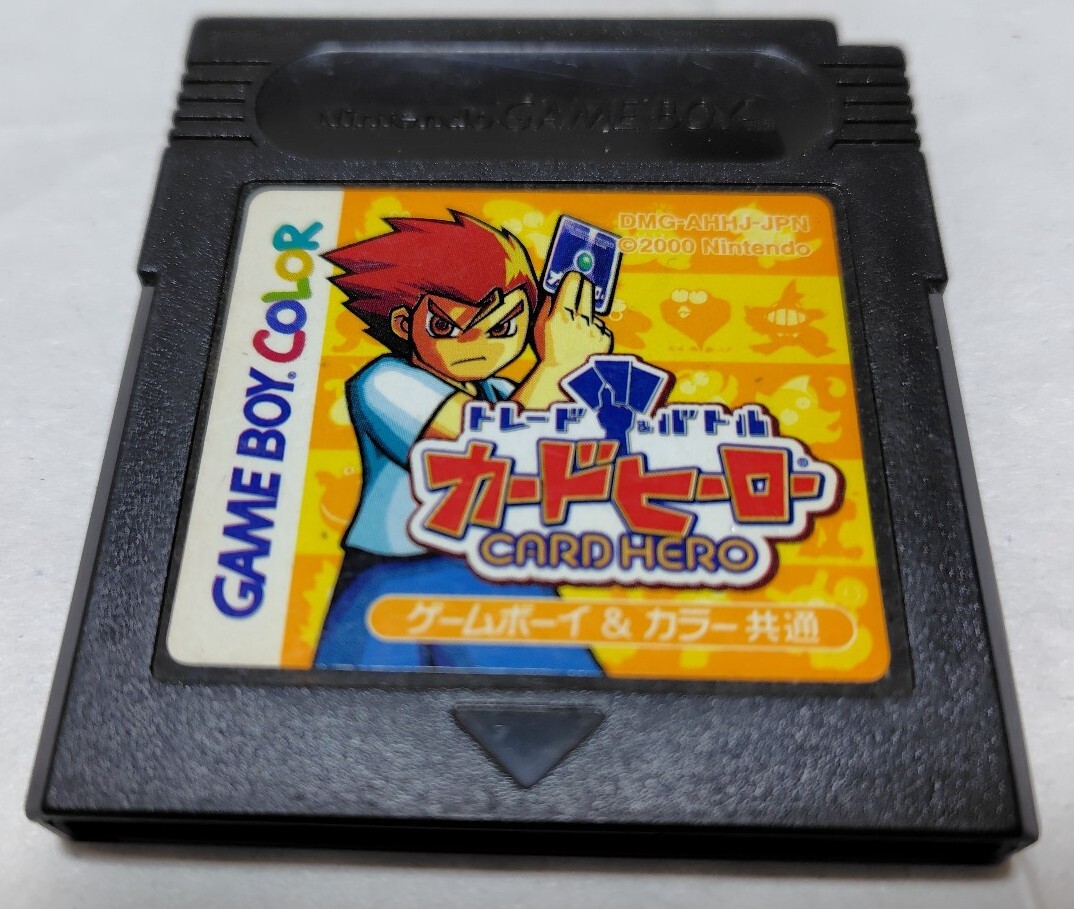 Nintendo GAME BOY
GAME BOY COLOR
DMG-AHHJ-JPN
©2000 Nintendo
トレード&バトル
カードヒーロー®
CARD HERO
ゲームボーイ & カラー 共通